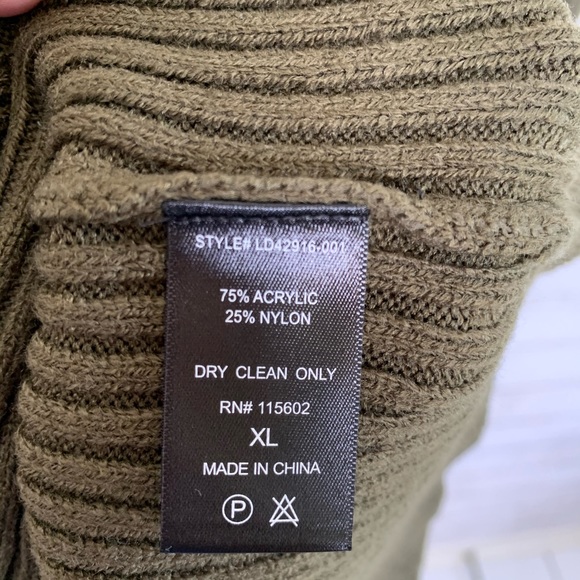 STYLE# LD42916-001
75% ACRYLIC
25% NYLON
DRY CLEAN ONLY
RN# 115602
XL
MADE IN CHINA
P